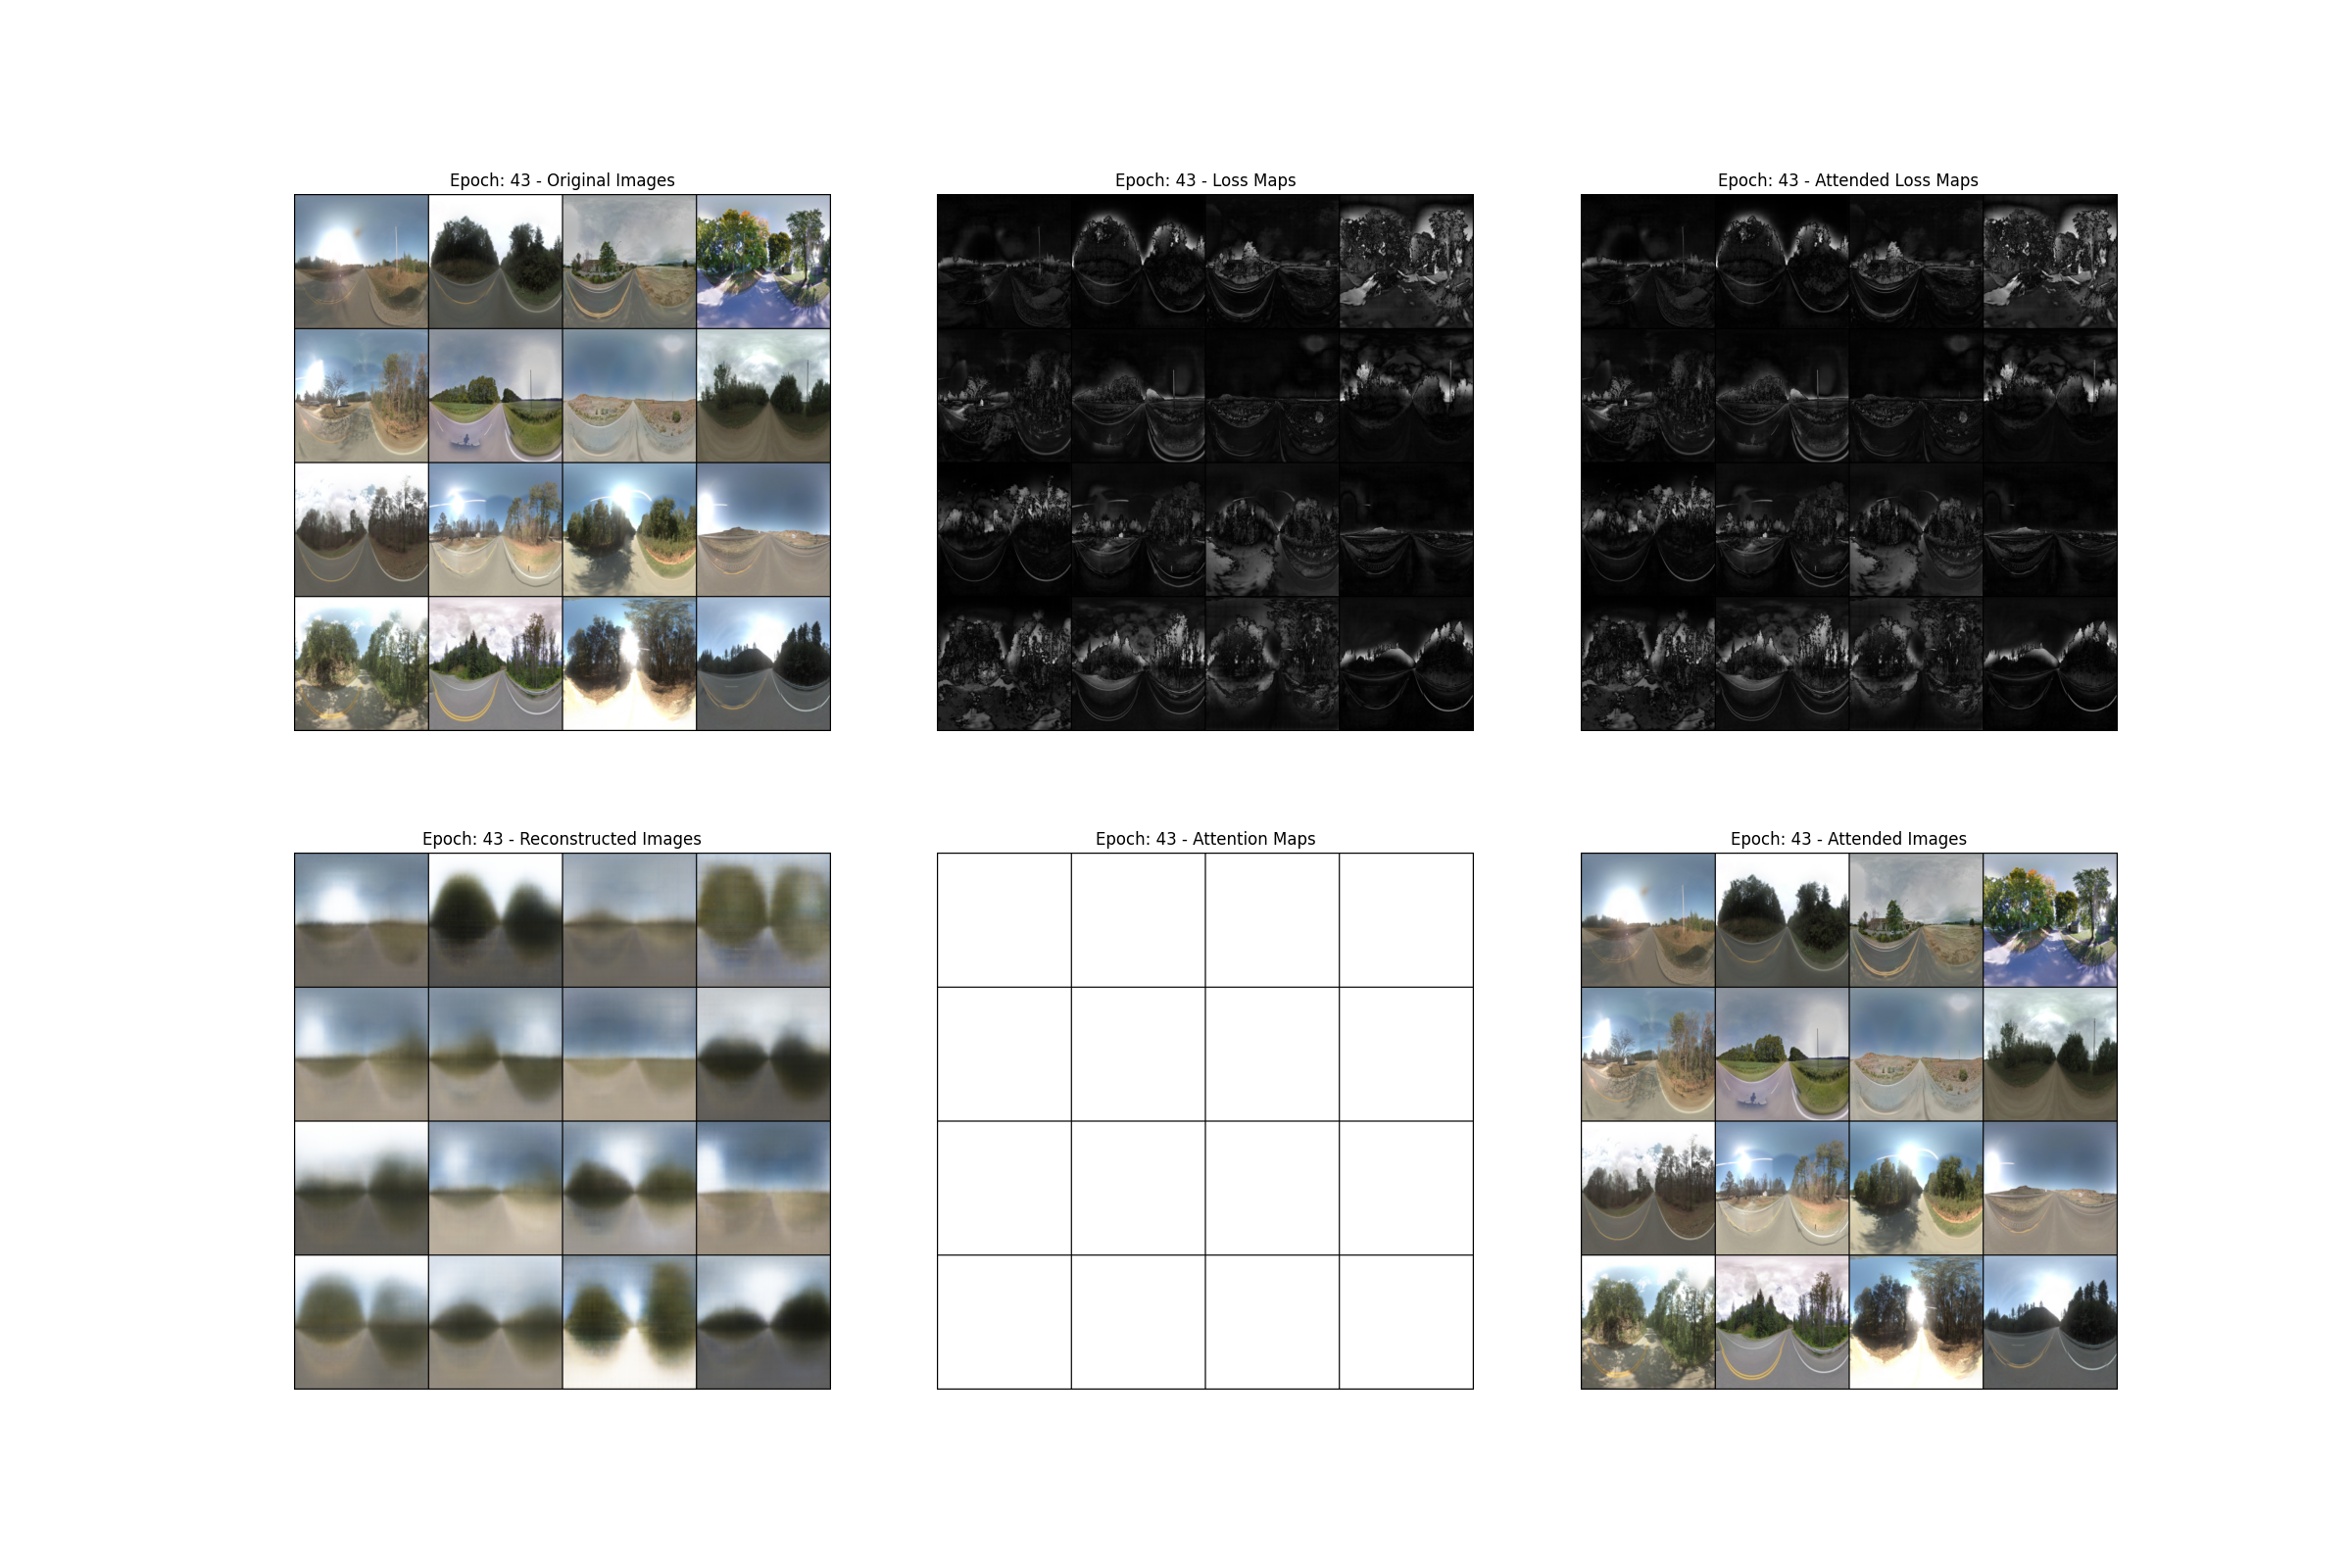 Epoch: 43 - Original Images
Epoch: 43 - Loss Maps
Epoch: 43 - Attended Loss Maps
Epoch: 43 - Reconstructed Images
Epoch: 43 - Attention Maps
Epoch: 43 - Attended Images